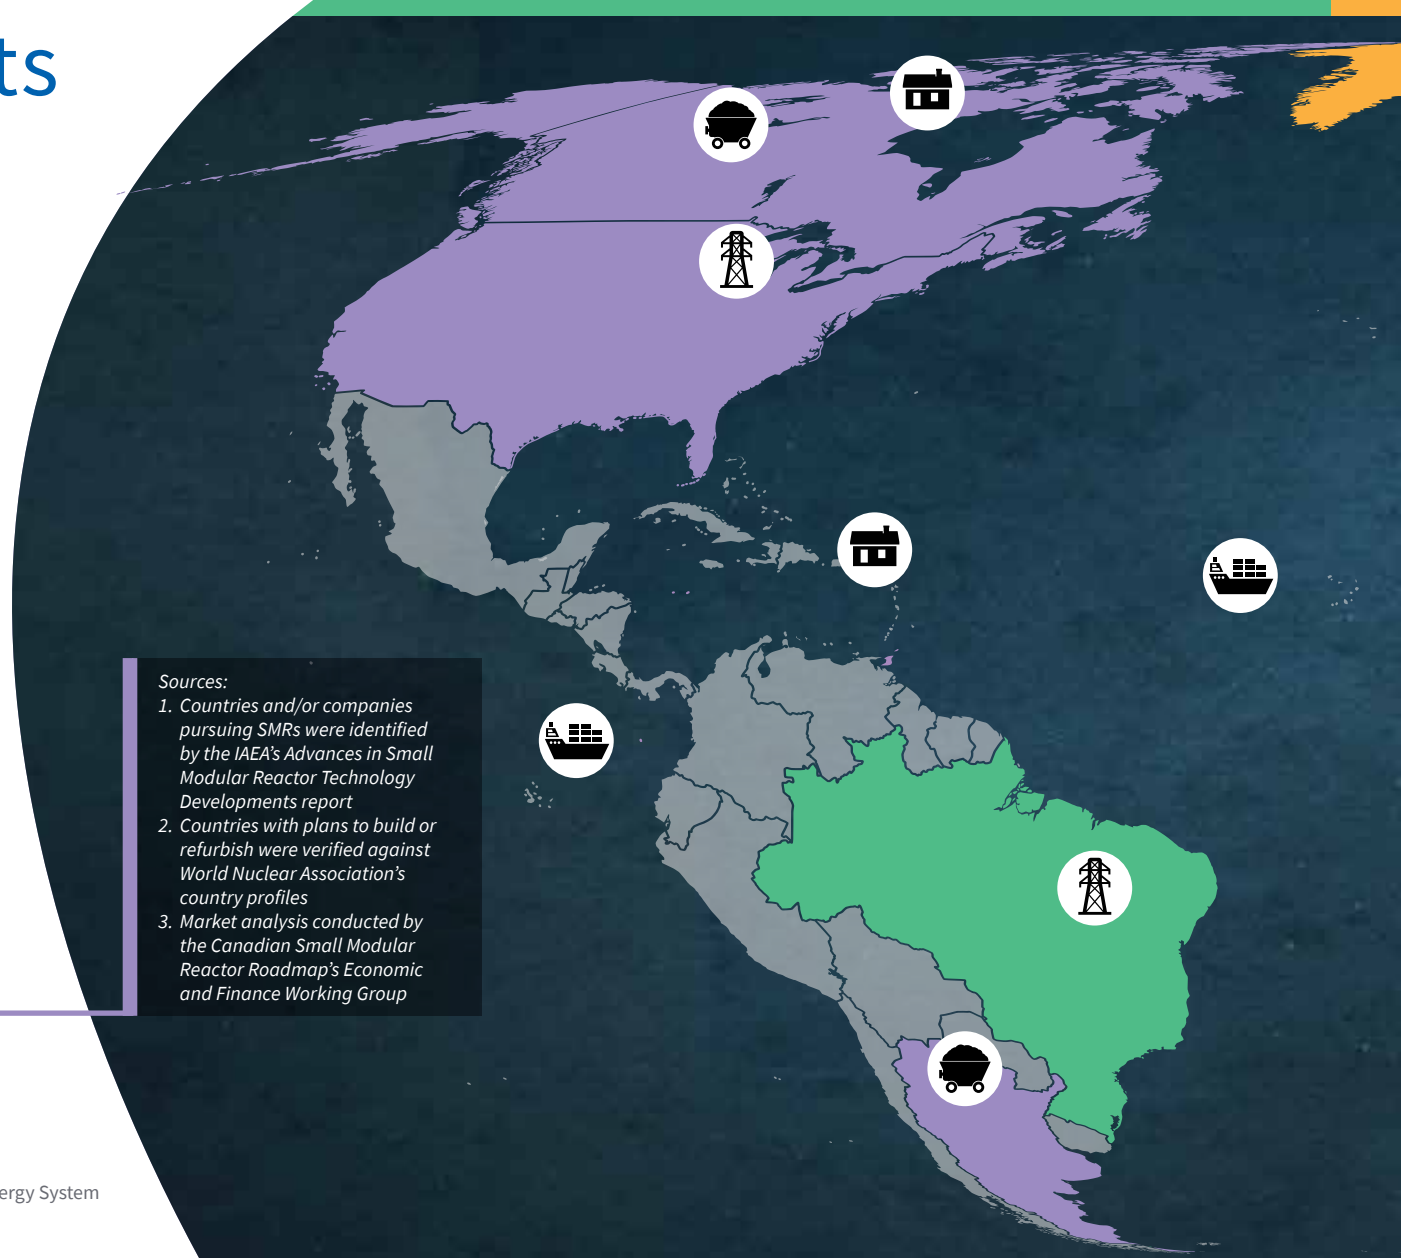 ts
Sources:
1. Countries and/or companies
pursuing SMRs were identified
by the IAEA's Advances in Small
Modular Reactor Technology
Developments report
2. Countries with plans to build or
refurbish were verified against
World Nuclear Association's
country profiles
3. Market analysis conducted by
the Canadian Small Modular
Reactor Roadmap's Economic
and Finance Working Group
ergy System